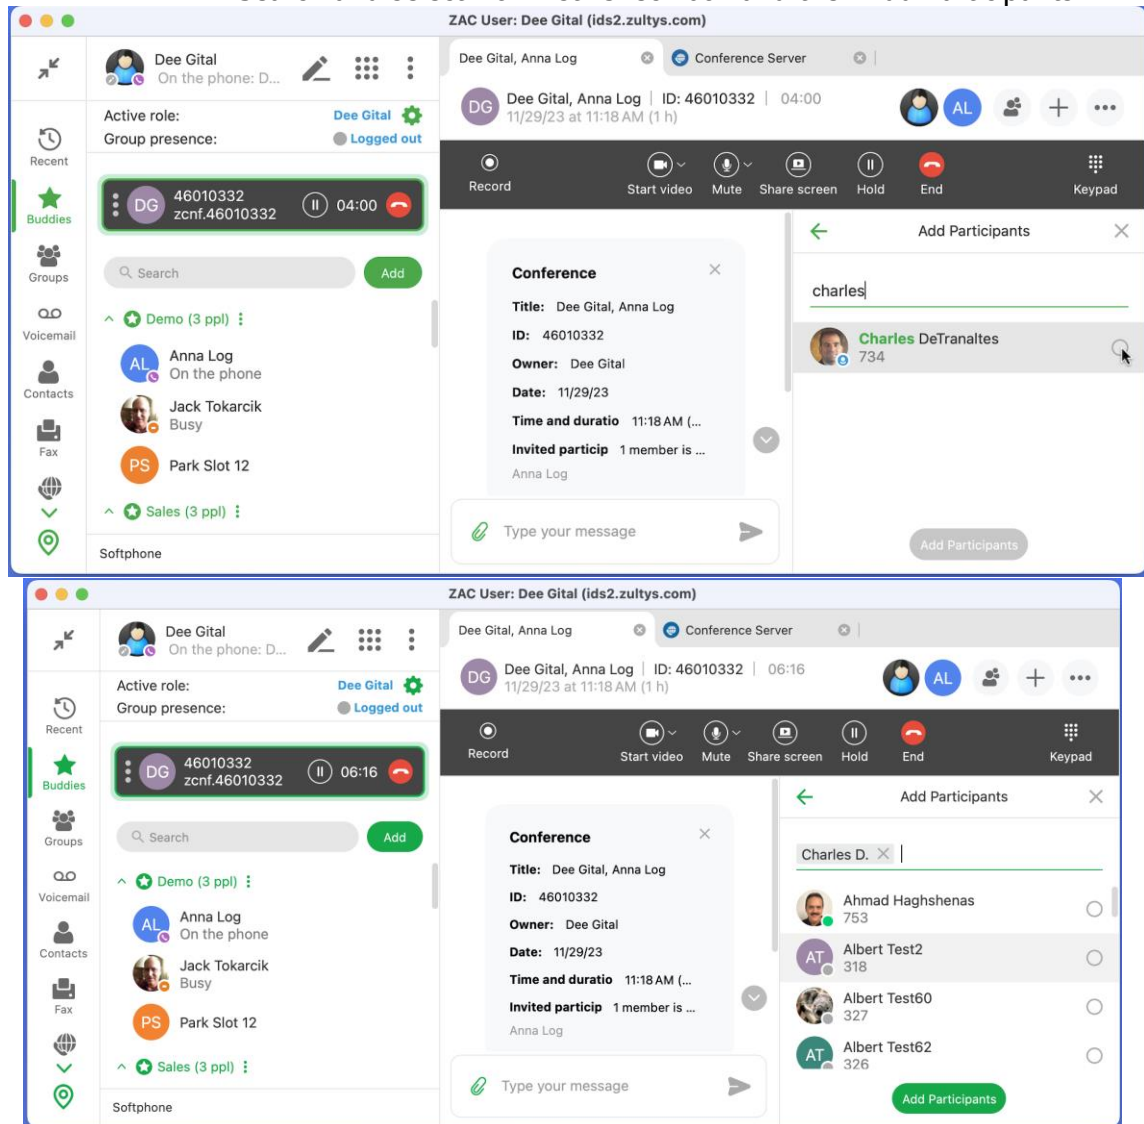 ZAC User: Dee Gital (ids2.zultys.com)
Dee Gital
On the phone: D...
Active role: Dee Gital
Group presence: Logged out
DG 46010332
zcnf.46010332 04:00
Search Add
Demo (3 ppl)
AL Anna Log
On the phone
Jack Tokarcik
Busy
PS Park Slot 12
Sales (3 ppl)
Softphone
Recent
Buddies
Groups
Voicemail
Contacts
Fax
Dee Gital, Anna Log Conference Server
DG Dee Gital, Anna Log | ID: 46010332 | 04:00
11/29/23 at 11:18 AM (1 h)
AL
Record Start video Mute Share screen Hold End Keypad
Conference
Title: Dee Gital, Anna Log
ID: 46010332
Owner: Dee Gital
Date: 11/29/23
Time and duratio 11:18 AM (...
Invited particip 1 member is ...
Anna Log
Type your message
Add Participants
charles
Charles DeTranaltes
734
Add Participants
ZAC User: Dee Gital (ids2.zultys.com)
Dee Gital
On the phone: D...
Active role: Dee Gital
Group presence: Logged out
DG 46010332
zcnf.46010332 06:16
Search Add
Demo (3 ppl)
AL Anna Log
On the phone
Jack Tokarcik
Busy
PS Park Slot 12
Sales (3 ppl)
Softphone
Recent
Buddies
Groups
Voicemail
Contacts
Fax
Dee Gital, Anna Log Conference Server
DG Dee Gital, Anna Log | ID: 46010332 | 06:16
11/29/23 at 11:18 AM (1 h)
AL
Record Start video Mute Share screen Hold End Keypad
Conference
Title: Dee Gital, Anna Log
ID: 46010332
Owner: Dee Gital
Date: 11/29/23
Time and duratio 11:18 AM (...
Invited particip 1 member is ...
Anna Log
Type your message
Add Participants
Charles D.
Ahmad Haghshenas
753
AT Albert Test2
318
Albert Test60
327
AT Albert Test62
326
Add Participants